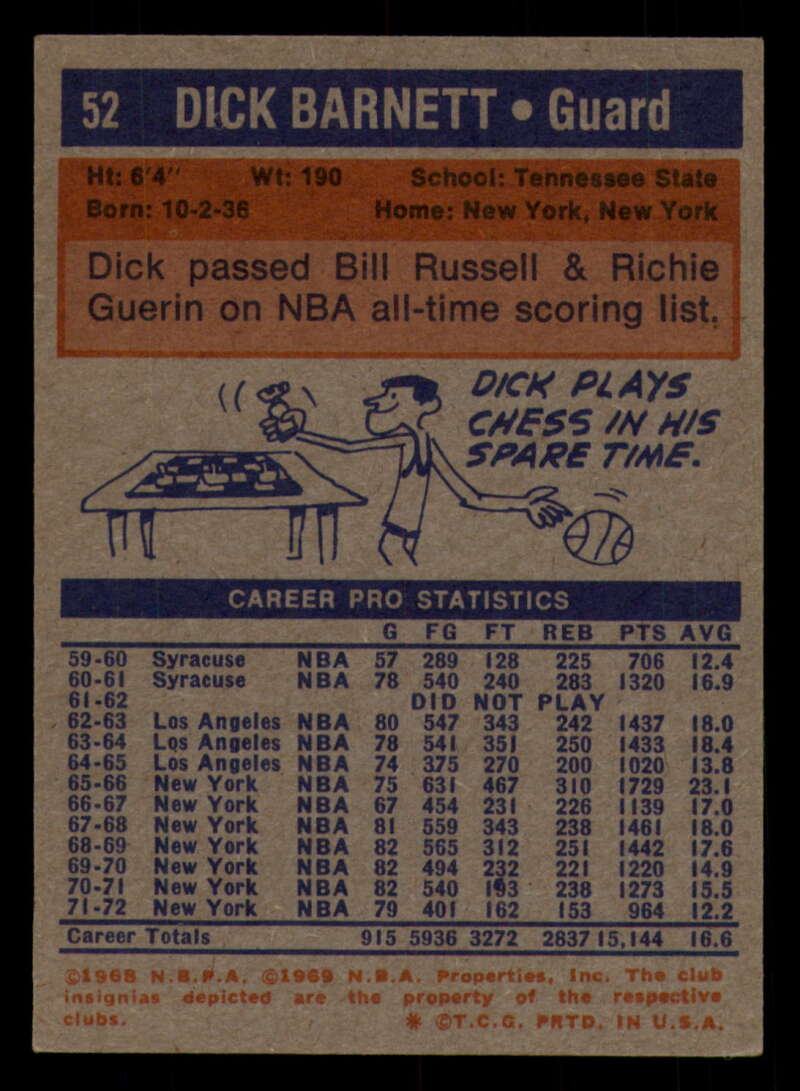 52 DICK BARNETT • Guard
Ht: 6'4" Wt: 190 School: Tennessee State
Born: 10-2-36 Home: New York, New York
Dick passed Bill Russell & Richie
Guerin on NBA all-time scoring list.
DICK PLAYS
CHESS IN HIS
SPARE TIME.
CAREER PRO STATISTICS
G FG FT REB PTS AVG
59-60 Syracuse NBA 57 289 128 225 706 12.4
60-61 Syracuse NBA 78 540 240 283 1320 16.9
61-62 DID NOT PLAY
62-63 Los Angeles NBA 80 547 343 242 1437 18.0
63-64 Los Angeles NBA 78 541 351 250 1433 18.4
64-65 Los Angeles NBA 74 375 270 200 1020 13.8
65-66 New York NBA 75 631 467 310 1729 23.1
66-67 New York NBA 67 454 231 226 1139 17.0
67-68 New York NBA 81 559 343 238 1461 18.0
68-69 New York NBA 82 565 312 251 1442 17.6
69-70 New York NBA 82 494 232 221 1220 14.9
70-71 New York NBA 82 540 193 238 1273 15.5
71-72 New York NBA 79 401 162 153 964 12.2
Career Totals 915 5936 3272 2837 15,144 16.6
©1968 N.B.P.A. ©1969 N.B.A. Properties, Inc. The club
insignias depicted are the property of the respective
clubs. * ©T.C.G. PRTD. IN U.S.A.